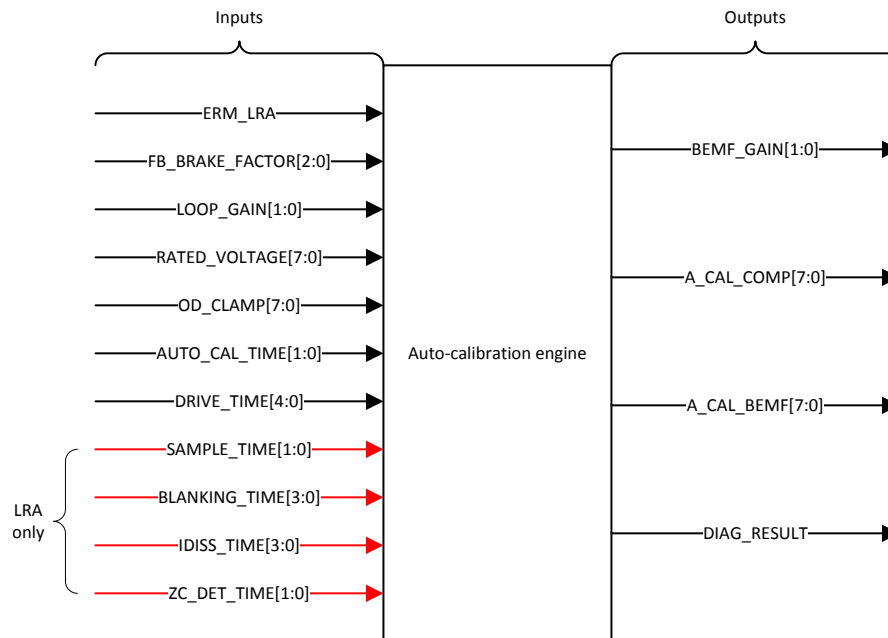 Inputs
Outputs
ERM_LRA
FB_BRAKE_FACTOR[2:0]
LOOP_GAIN[1:0]
RATED_VOLTAGE[7:0]
OD_CLAMP[7:0]
AUTO_CAL_TIME[1:0]
DRIVE_TIME[4:0]
SAMPLE_TIME[1:0]
BLANKING_TIME[3:0]
IDISS_TIME[3:0]
ZC_DET_TIME[1:0]
LRA
only
Auto-calibration engine
BEMF_GAIN[1:0]
A_CAL_COMP[7:0]
A_CAL_BEMF[7:0]
DIAG_RESULT